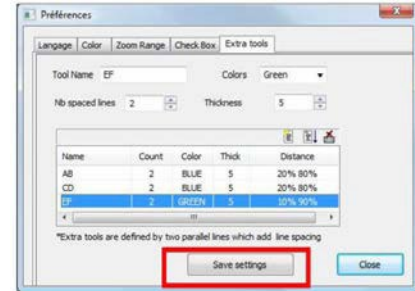 Préférences
Langage Color Zoom Range Check Box Extra tools
Tool Name EF Colors Green
Nb spaced lines 2 Thickness 5
Name Count Color Thick Distance
AB 2 BLUE 5 20% 80%
CD 2 BLUE 5 20% 80%
EF 2 GREEN 5 10% 90%
*Extra tools are defined by two parallel lines which add line spacing
Save settings Close